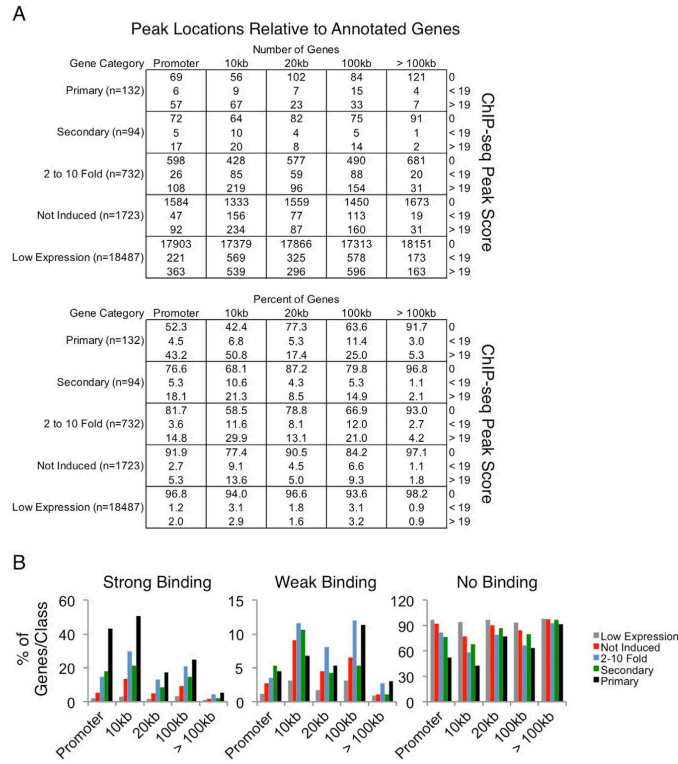 A
Peak Locations Relative to Annotated Genes
Number of Genes
Gene Category Promoter 10kb 20kb 100kb > 100kb
69 56 102 84 121 0
Primary (n=132) 6 9 7 15 4 < 19
57 67 23 33 7 > 19
72 64 82 75 91 0
Secondary (n=94) 5 10 4 5 1 < 19
17 20 8 14 2 > 19
598 428 577 490 681 0
2 to 10 Fold (n=732) 26 85 59 88 20 < 19
108 219 96 154 31 > 19
1584 1333 1559 1450 1673 0
Not Induced (n=1723) 47 156 77 113 19 < 19
92 234 87 160 31 > 19
17903 17379 17866 17313 18151 0
Low Expression (n=18487) 221 569 325 578 173 < 19
363 539 296 596 163 > 19
ChIP-seq Peak Score
Percent of Genes
Gene Category Promoter 10kb 20kb 100kb > 100kb
52.3 42.4 77.3 63.6 91.7 0
Primary (n=132) 4.5 6.8 5.3 11.4 3.0 < 19
43.2 50.8 17.4 25.0 5.3 > 19
76.6 68.1 87.2 79.8 96.8 0
Secondary (n=94) 5.3 10.6 4.3 5.3 1.1 < 19
18.1 21.3 8.5 14.9 2.1 > 19
81.7 58.5 78.8 66.9 93.0 0
2 to 10 Fold (n=732) 3.6 11.6 8.1 12.0 2.7 < 19
14.8 29.9 13.1 21.0 4.2 > 19
91.9 77.4 90.5 84.2 97.1 0
Not Induced (n=1723) 2.7 9.1 4.5 6.6 1.1 < 19
5.3 13.6 5.0 9.3 1.8 > 19
96.8 94.0 96.6 93.6 98.2 0
Low Expression (n=18487) 1.2 3.1 1.8 3.1 0.9 < 19
2.0 2.9 1.6 3.2 0.9 > 19
ChIP-seq Peak Score
B
Strong Binding
% of
Genes/Class
60
40
20
0
Promoter
10kb
20kb
100kb
> 100kb
Weak Binding
15
10
5
0
Promoter
10kb
20kb
100kb
> 100kb
No Binding
120
90
60
30
0
Promoter
10kb
20kb
100kb
> 100kb
Low Expression
Not Induced
2-10 Fold
Secondary
Primary